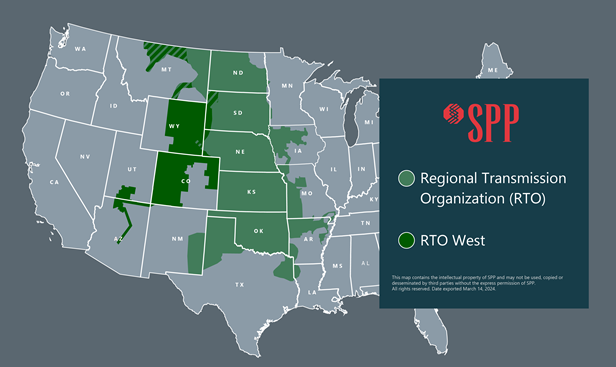 WA
MT
ND
MN
ME
OR
ID
WY
SD
WI
MI
NV
UT
CO
NE
IA
IL
IN
CA
KS
MO
KY
AZ
NM
OK
AR
TN
TX
LA
MS
AL
SPP
Regional Transmission
Organization (RTO)
RTO West
This map contains the intellectual property of SPP and may not be used, copied or
disseminated by third parties without the express permission of SPP.
All rights reserved. Date exported March 14, 2024.